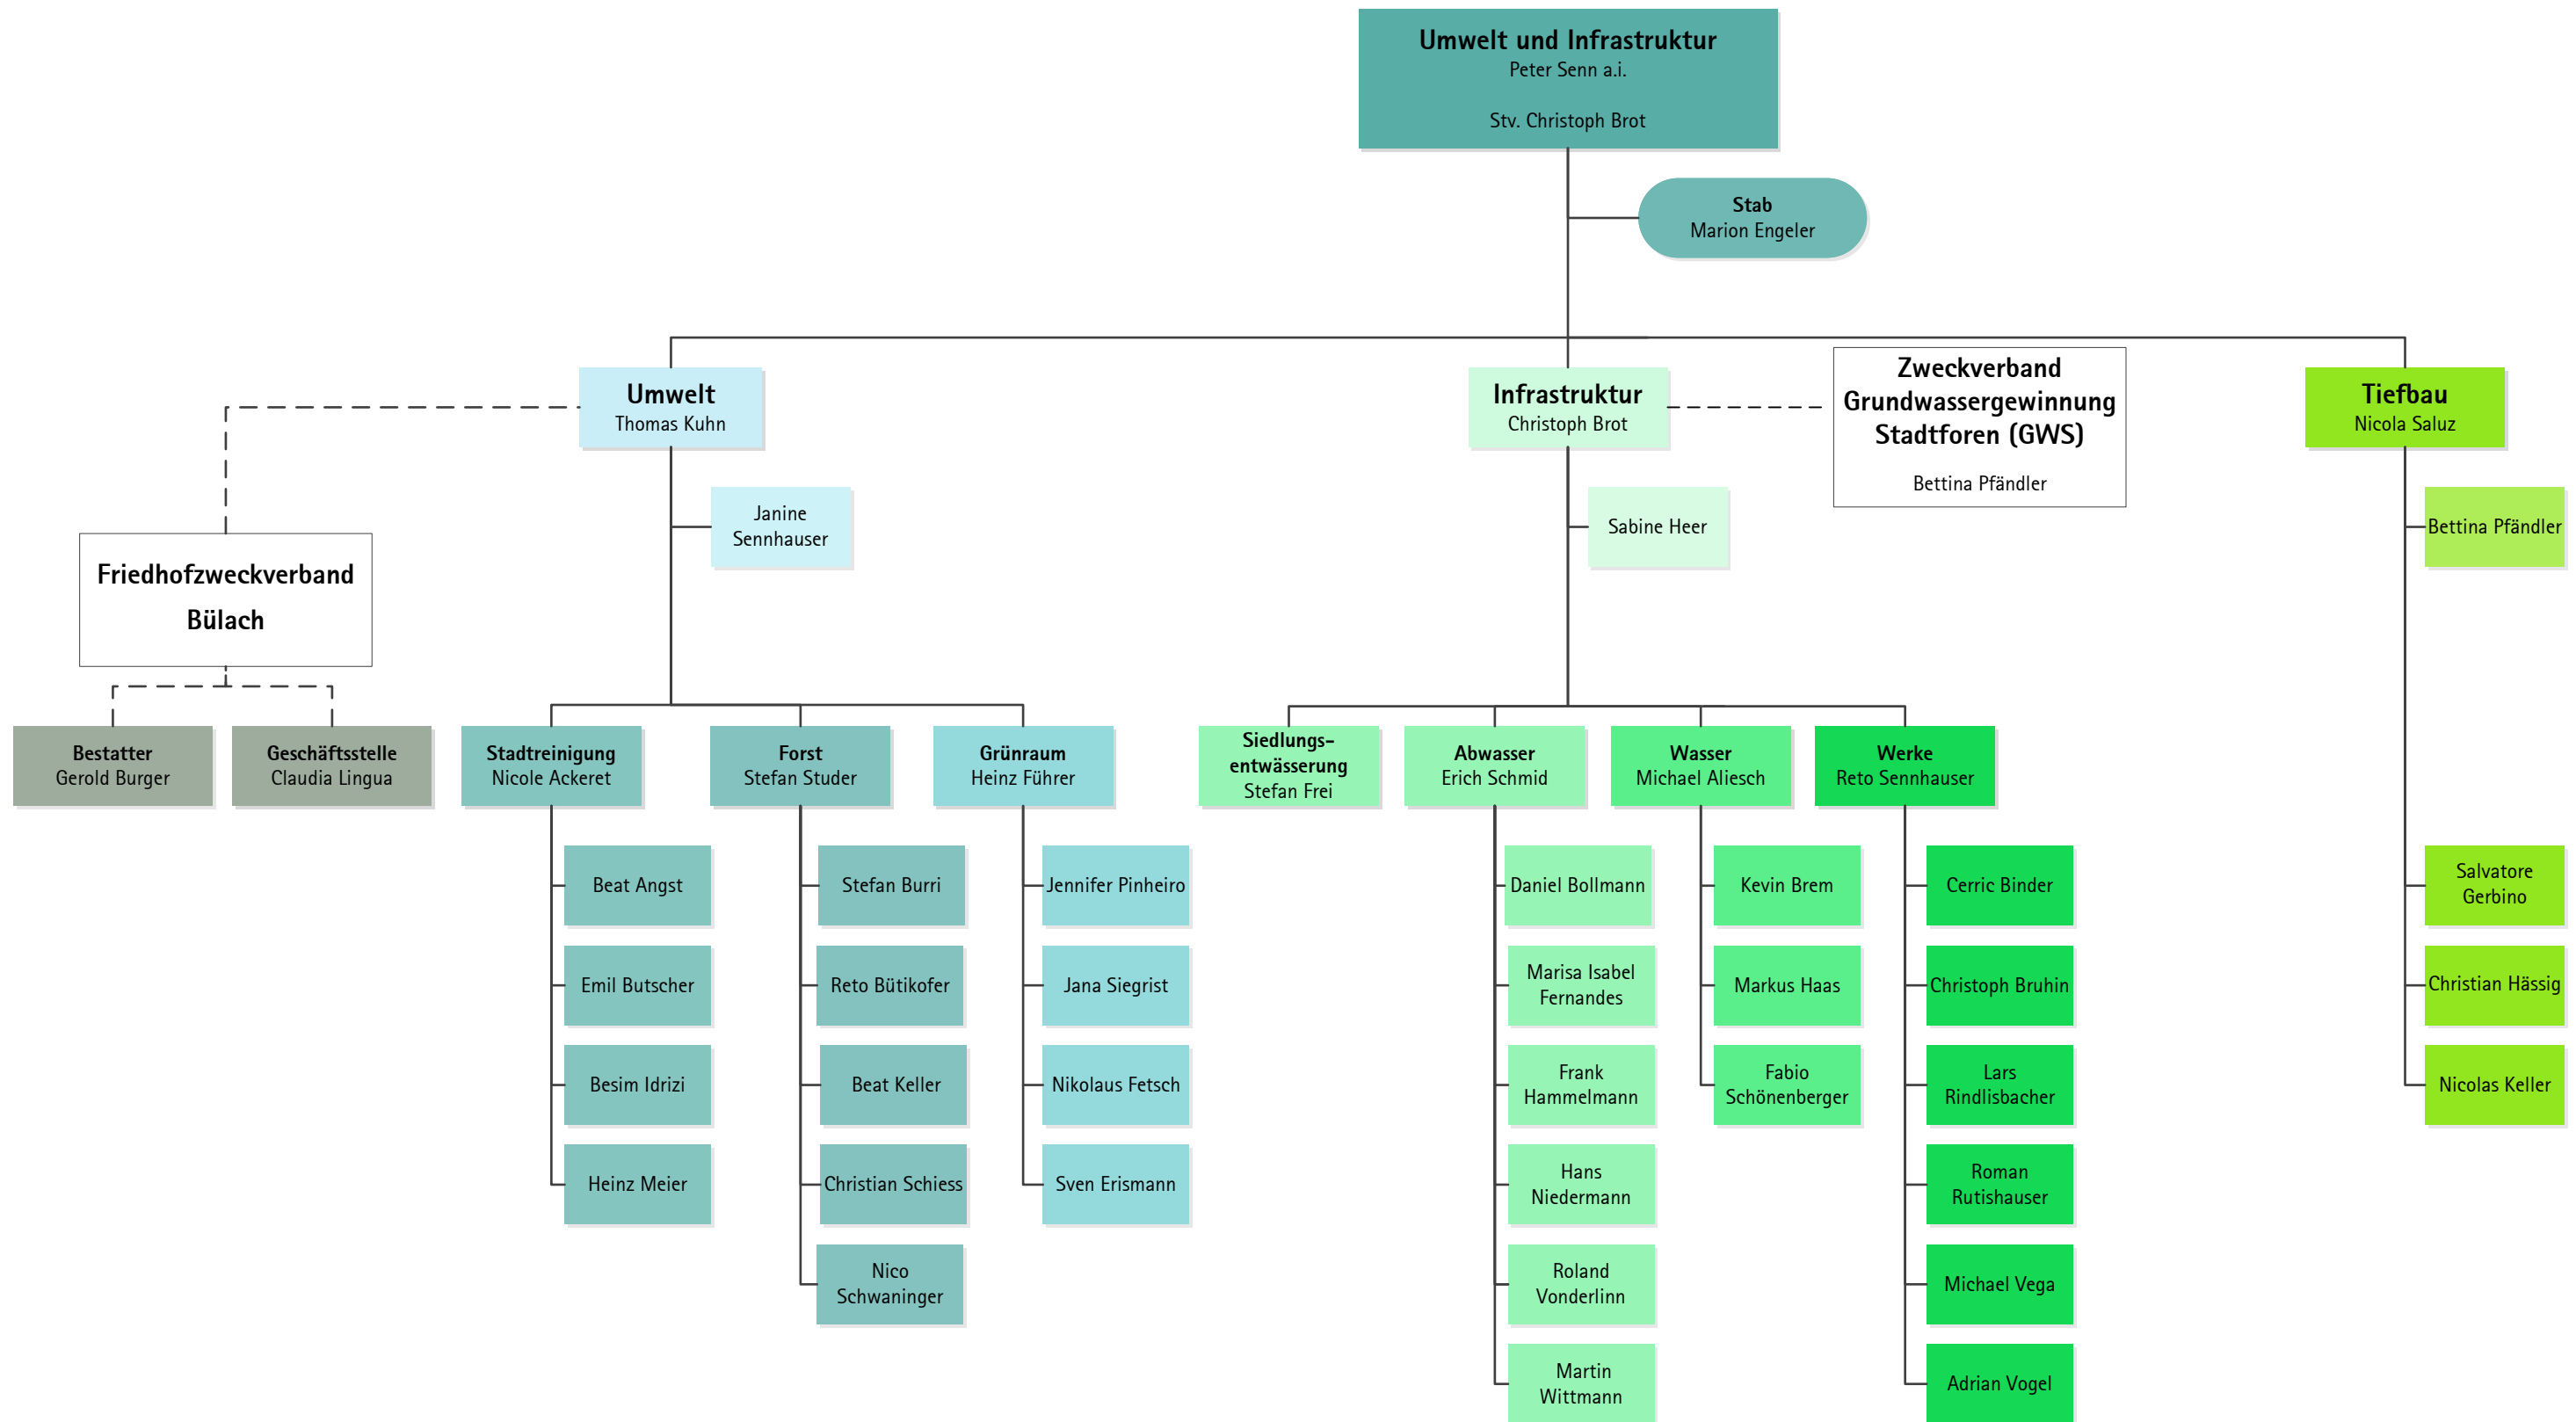 Umwelt und Infrastruktur
Peter Senn a.i.
Stv. Christoph Brot
Stab
Marion Engeler
Umwelt
Thomas Kuhn
Infrastruktur
Christoph Brot
Zweckverband
Grundwassergewinnung
Stadtforen (GWS)
Bettina Pfändler
Tiefbau
Nicola Saluz
Janine
Sennhauser
Sabine Heer
Bettina Pfändler
Friedhofzweckverband
Bülach
Bestatter
Gerold Burger
Geschäftsstelle
Claudia Lingua
Stadtreinigung
Nicole Ackeret
Forst
Stefan Studer
Grünraum
Heinz Führer
Siedlungs-
entwässerung
Stefan Frei
Abwasser
Erich Schmid
Wasser
Michael Aliesch
Werke
Reto Sennhauser
Beat Angst
Emil Butscher
Besim Idrizi
Heinz Meier
Stefan Burri
Reto Bütikofer
Beat Keller
Christian Schiess
Nico
Schwaninger
Jennifer Pinheiro
Jana Siegrist
Nikolaus Fetsch
Sven Erismann
Daniel Bollmann
Marisa Isabel
Fernandes
Frank
Hammelmann
Hans
Niedermann
Roland
Vonderlinn
Martin
Wittmann
Kevin Brem
Markus Haas
Fabio
Schönenberger
Cerric Binder
Christoph Bruhin
Lars
Rindlisbacher
Roman
Rutishauser
Michael Vega
Adrian Vogel
Salvatore
Gerbino
Christian Hässig
Nicolas Keller